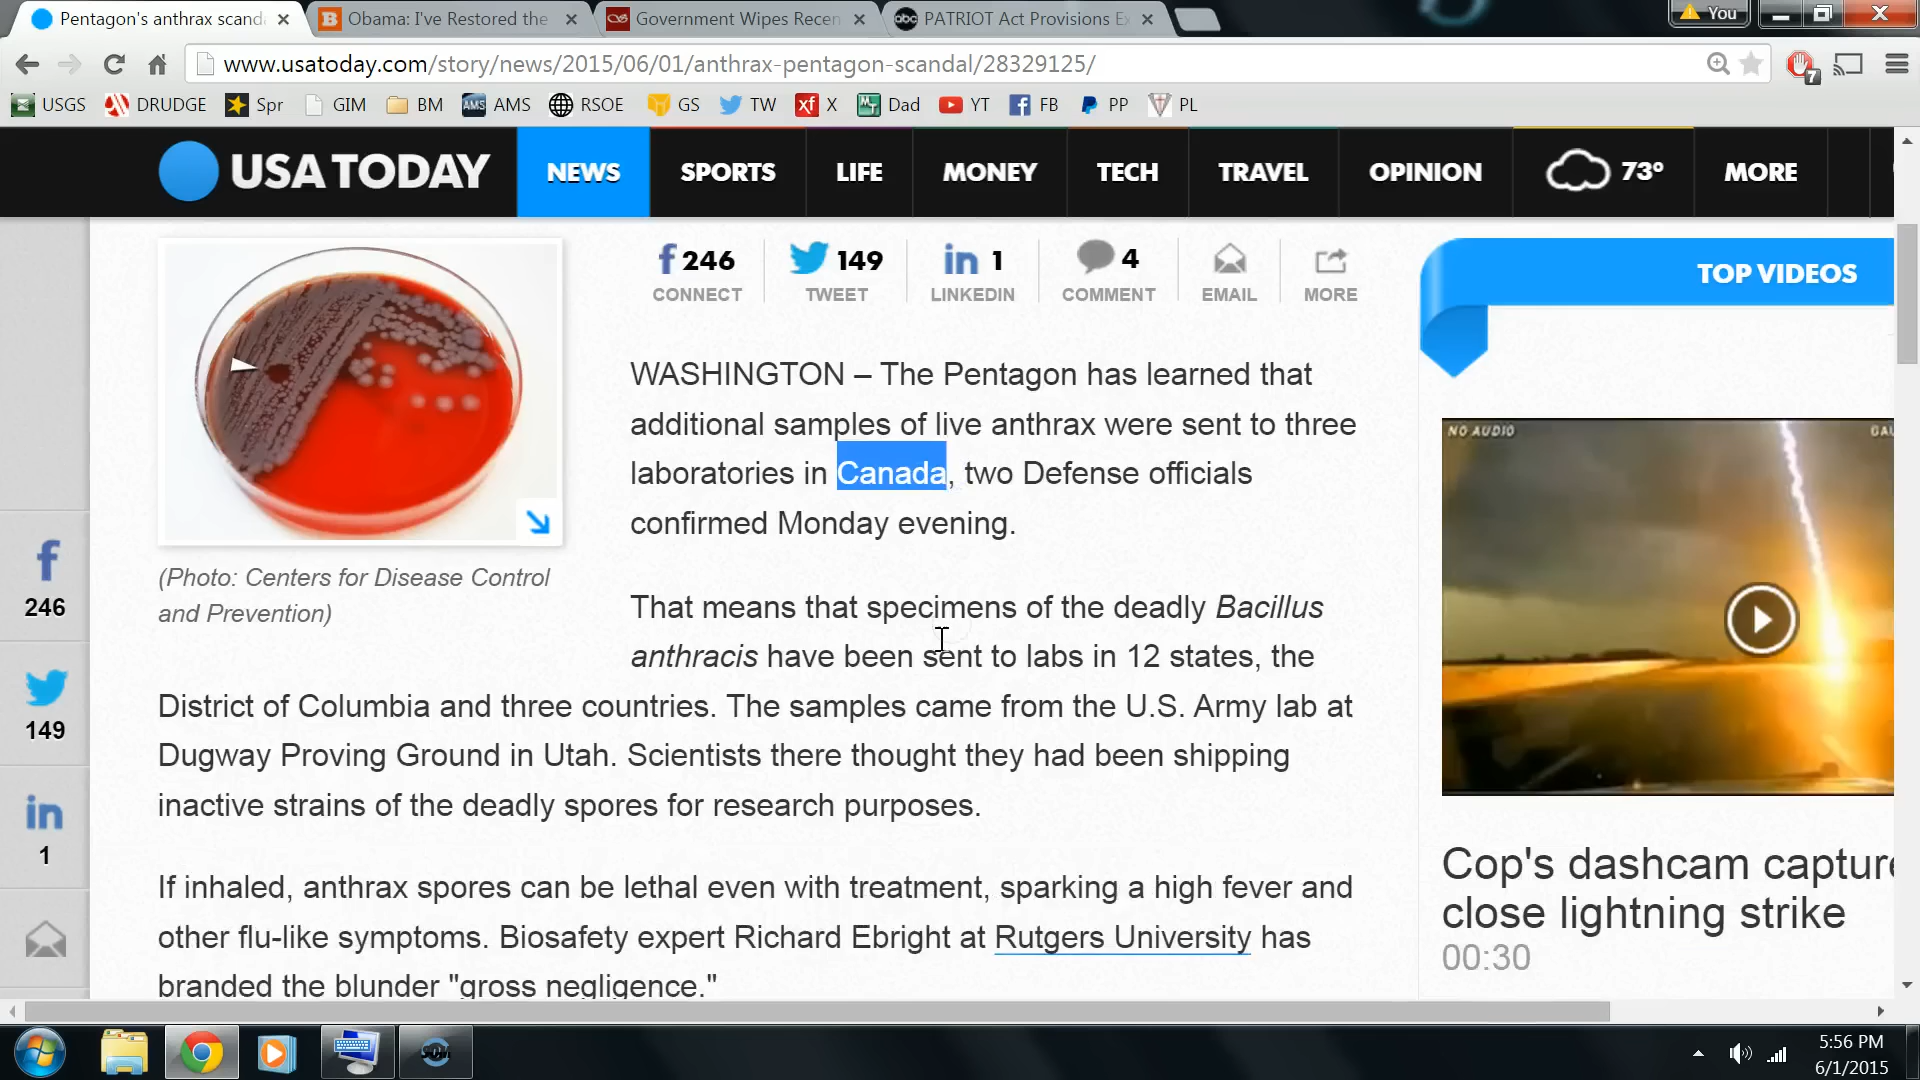 Pentagon's anthrax scand
Obama: I've Restored the
Government Wipes Recen
PATRIOT Act Provisions E
You
www.usatoday.com/story/news/2015/06/01/anthrax-pentagon-scandal/28329125/
7
USGS DRUDGE Spr GIM BM AMS AMS RSOE GS TW xf X MT Dad YT FB PP PL
USA TODAY NEWS SPORTS LIFE MONEY TECH TRAVEL OPINION 73° MORE
246 149 in 1 4
CONNECT TWEET LINKEDIN COMMENT EMAIL MORE
TOP VIDEOS
WASHINGTON – The Pentagon has learned that
additional samples of live anthrax were sent to three
laboratories in Canada, two Defense officials
confirmed Monday evening.
(Photo: Centers for Disease Control
and Prevention)
That means that specimens of the deadly Bacillus
anthracis have been sent to labs in 12 states, the
District of Columbia and three countries. The samples came from the U.S. Army lab at
Dugway Proving Ground in Utah. Scientists there thought they had been shipping
inactive strains of the deadly spores for research purposes.
If inhaled, anthrax spores can be lethal even with treatment, sparking a high fever and
other flu-like symptoms. Biosafety expert Richard Ebright at Rutgers University has
branded the blunder "gross negligence."
246
149
in
1
NO AUDIO
Cop's dashcam capture
close lightning strike
00:30
5:56 PM
6/1/2015